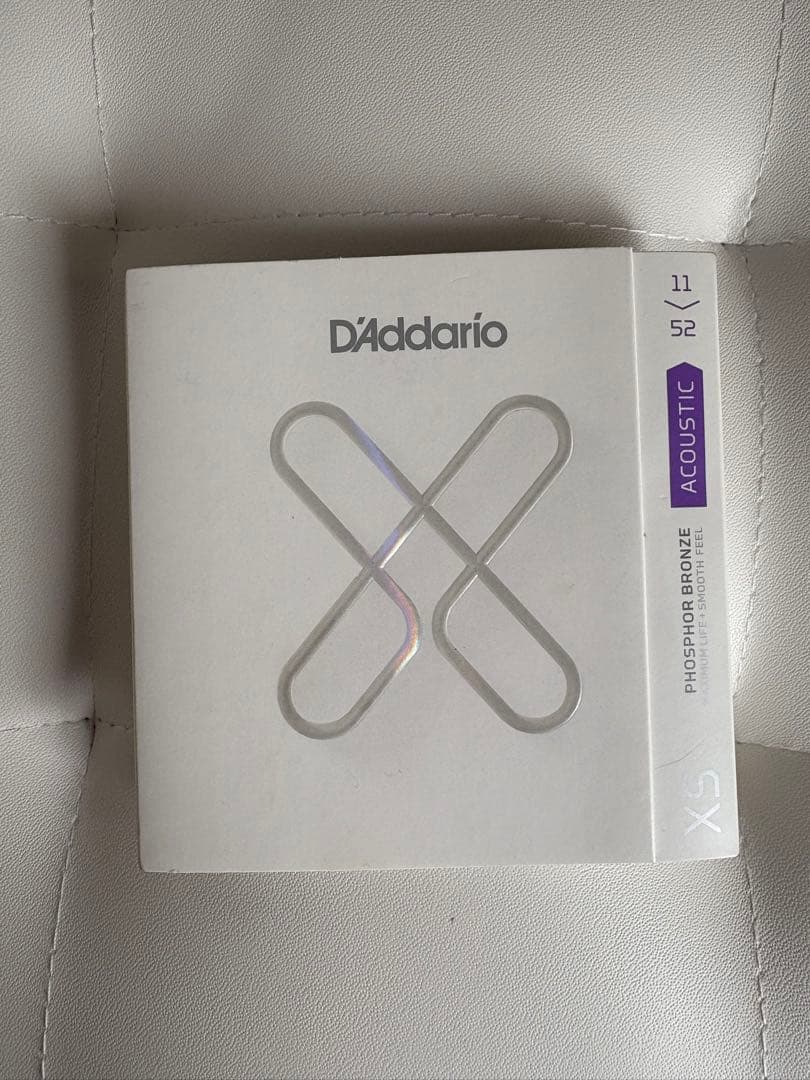 D'Addario
11
52
ACOUSTIC
PHOSPHOR BRONZE
MAXIMUM LIFE + SMOOTH FEEL
XS